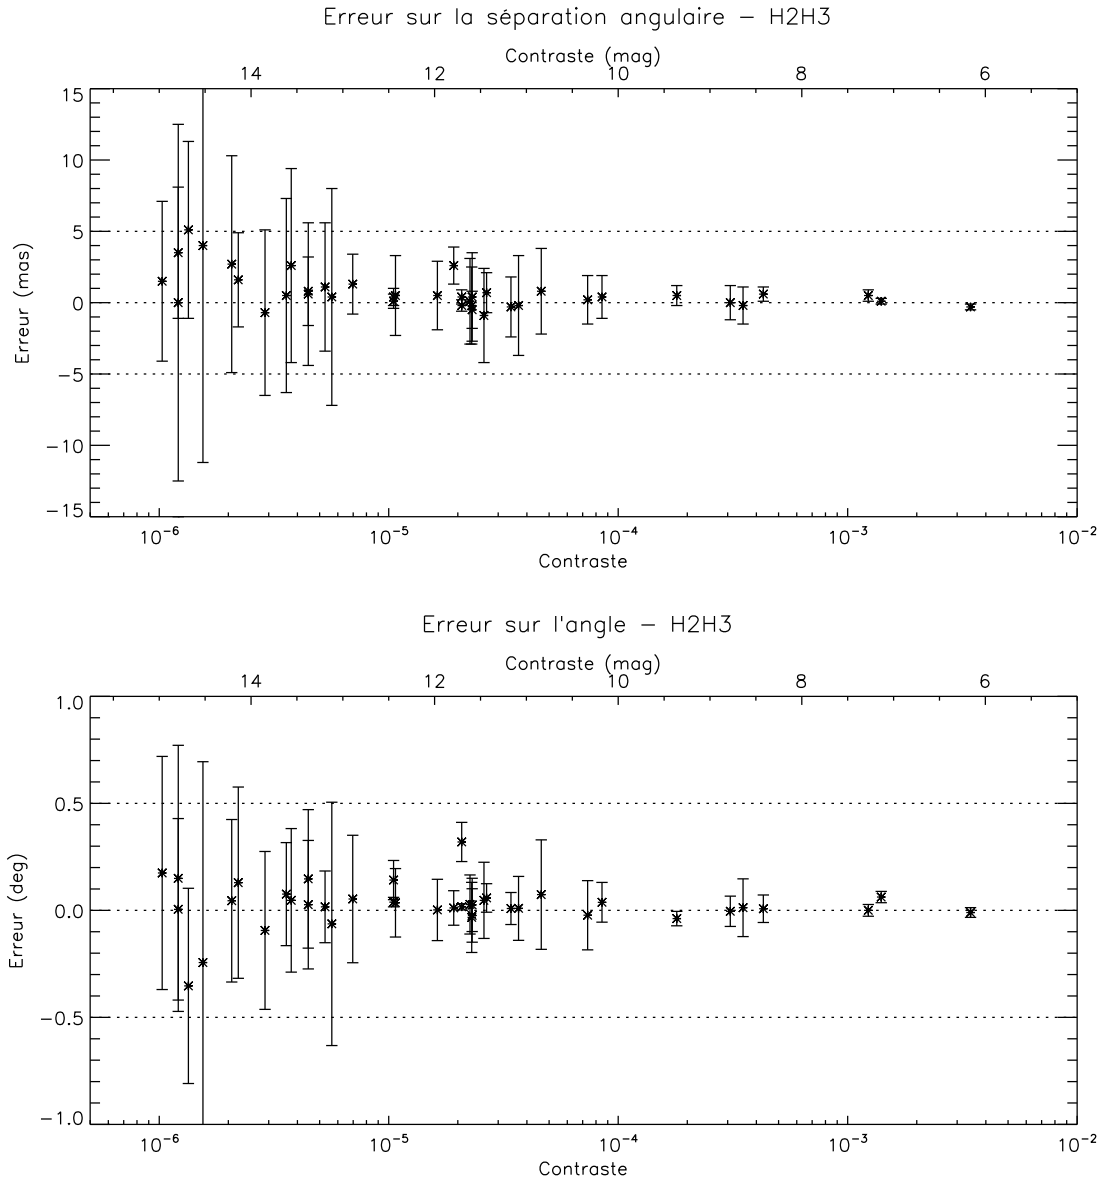 Erreur sur la séparation angulaire − H2H3
Contraste (mag)
14 12 10 8 6
15
10
5
0
−5
−10
−15
Erreur (mas)
10−6 10−5 10−4 10−3 10−2
Contraste
Erreur sur l'angle − H2H3
Contraste (mag)
14 12 10 8 6
1.0
0.5
0.0
−0.5
−1.0
Erreur (deg)
10−6 10−5 10−4 10−3 10−2
Contraste